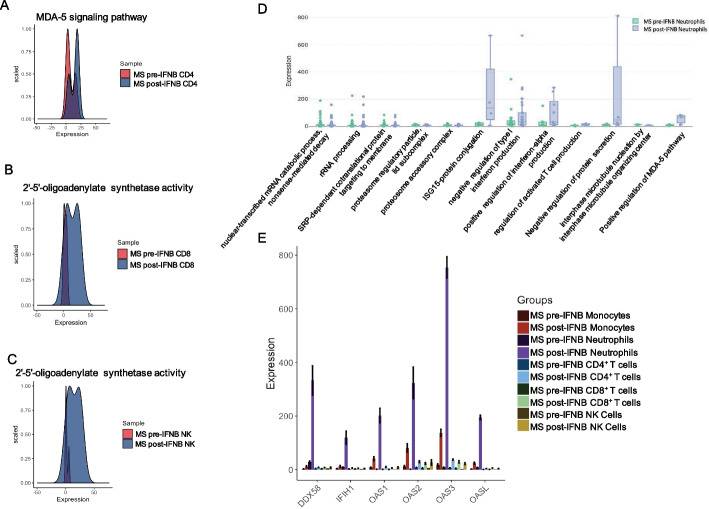 A
MDA-5 signaling pathway
scaled
1.00
0.75
0.50
0.25
0.00
-50
-25
0
25
50
Expression
Sample
MS pre-IFNB CD4
MS post-IFNB CD4
B
2'-5'-oligoadenylate synthetase activity
scaled
1.00
0.75
0.50
0.25
0.00
-50
0
50
Expression
Sample
MS pre-IFNB CD8
MS post-IFNB CD8
C
2'-5'-oligoadenylate synthetase activity
scaled
1.00
0.75
0.50
0.25
0.00
-50
0
50
Expression
Sample
MS pre-IFNB NK
MS post-IFNB NK
D
Expression
800
600
400
200
0
MS pre-IFNB Neutrophils
MS post-IFNB Neutrophils
nuclear-transcribed mRNA catabolic process,
nonsense-mediated decay
rRNA processing
SRP-dependent cotranslational protein
targeting to membrane
proteasome regulatory particle,
lid subcomplex
proteosome accessory complex
ISG15-protein conjugation
negative regulation of type I
interferon production
positive regulation of interferon-alpha
production
regulation of activated T cell production
Negative regulation of protein secretion
interphase microtubule nucleation by
interphase microtubule organizing center
Positive regulation of MDA-5 pathway
E
Expression
800
600
400
200
0
DDX58
IFIH1
OAS1
OAS2
OAS3
OASL
Groups
MS pre-IFNB Monocytes
MS post-IFNB Monocytes
MS pre-IFNB Neutrophils
MS post-IFNB Neutrophils
MS pre-IFNB CD4⁺ T cells
MS post-IFNB CD4⁺ T cells
MS pre-IFNB CD8⁺ T cells
MS post-IFNB CD8⁺ T cells
MS pre-IFNB NK Cells
MS post-IFNB NK Cells